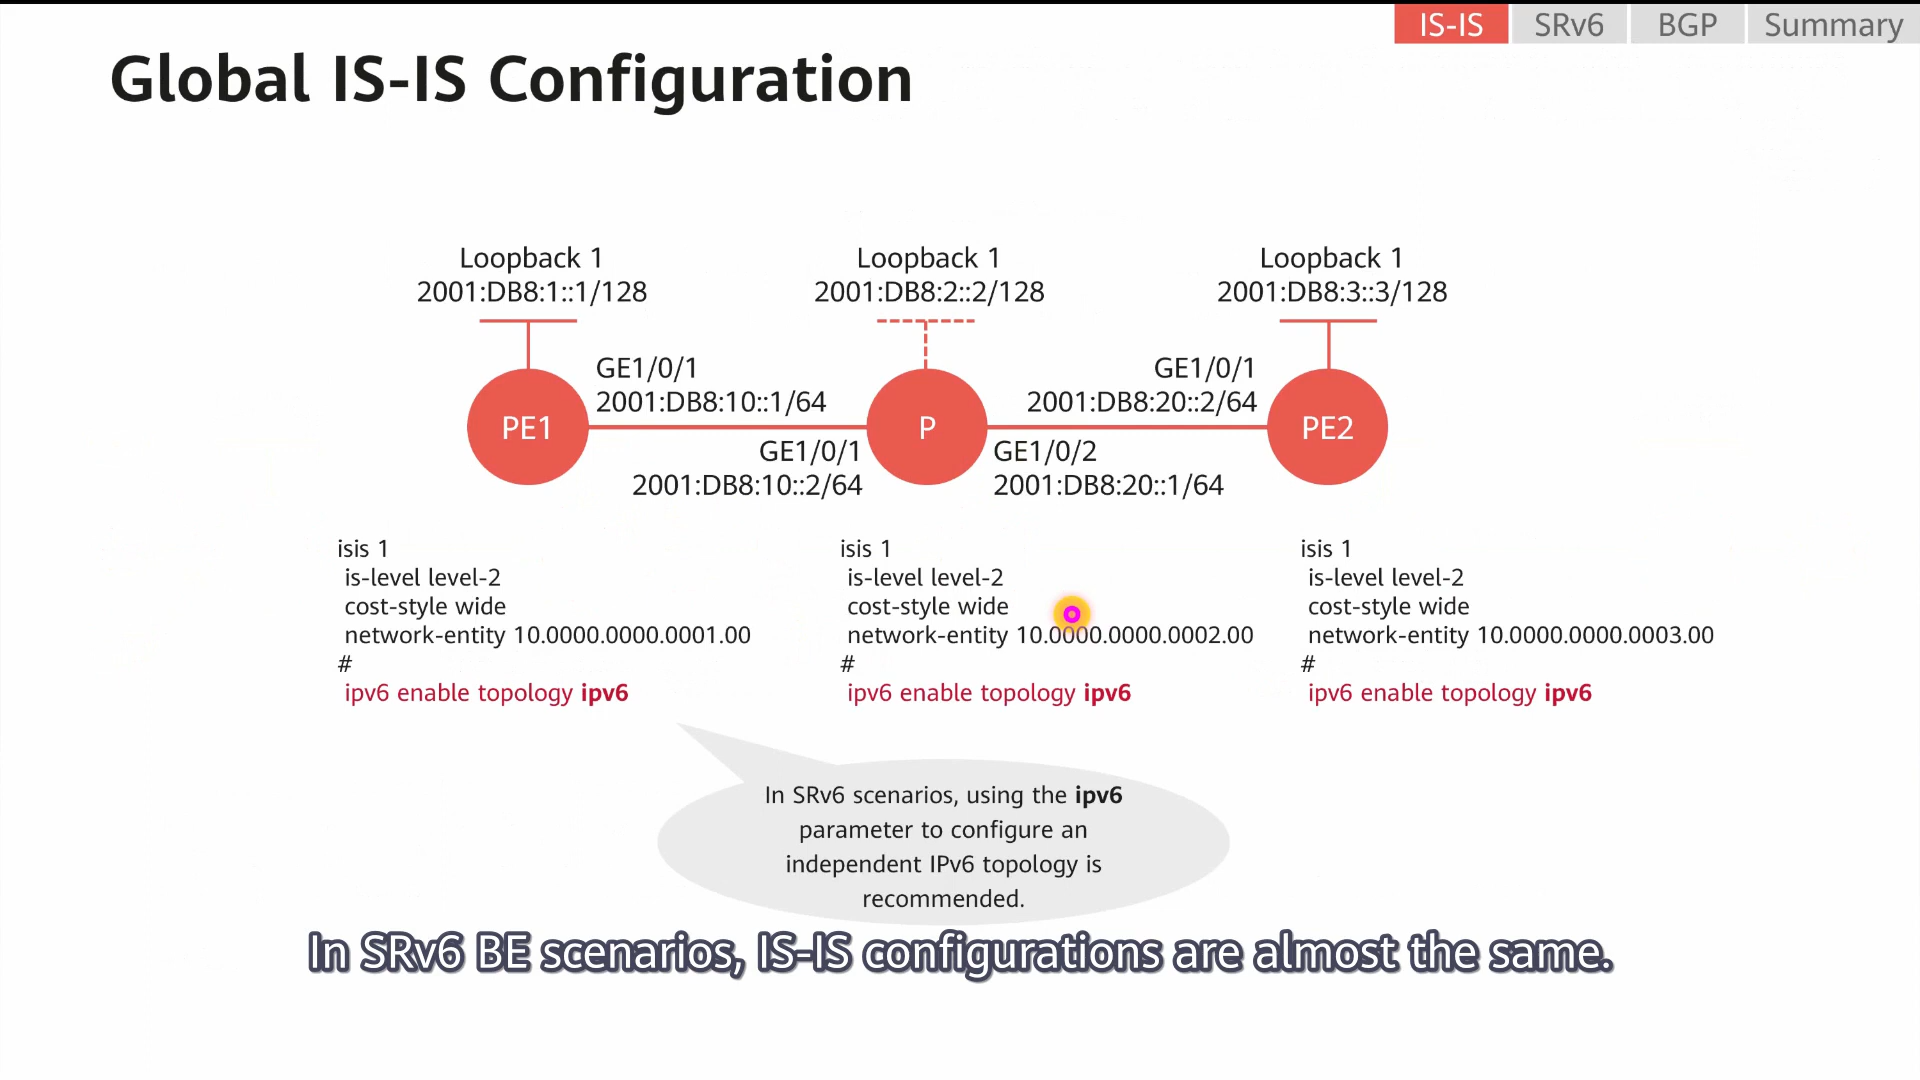 IS-IS SRv6 BGP Summary
Global IS-IS Configuration
Loopback 1
2001:DB8:1::1/128
Loopback 1
2001:DB8:2::2/128
Loopback 1
2001:DB8:3::3/128
GE1/0/1
2001:DB8:10::1/64
GE1/0/1
2001:DB8:20::2/64
PE1
P
PE2
GE1/0/1
2001:DB8:10::2/64
GE1/0/2
2001:DB8:20::1/64
isis 1
is-level level-2
cost-style wide
network-entity 10.0000.0000.0001.00
#
ipv6 enable topology ipv6
isis 1
is-level level-2
cost-style wide
network-entity 10.0000.0000.0002.00
#
ipv6 enable topology ipv6
isis 1
is-level level-2
cost-style wide
network-entity 10.0000.0000.0003.00
#
ipv6 enable topology ipv6
In SRv6 scenarios, using the ipv6
parameter to configure an
independent IPv6 topology is
recommended.
In SRv6 BE scenarios, IS-IS configurations are almost the same.